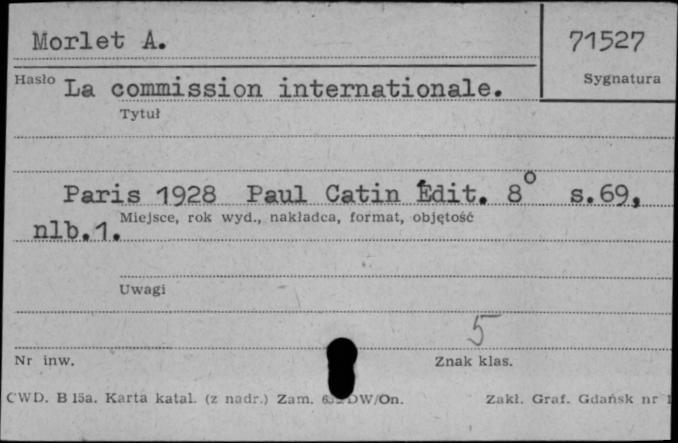 Morlet A.
71527
Hasło
Sygnatura
La commission internationale.
Tytuł
Paris 1928 Paul Catin Édit. 8° s.69,
Miejsce, rok wyd., nakładca, format, objętość
nlb.1.
Uwagi
5
Nr inw.
Znak klas.
CWD. B 15a. Karta katal. (z nadr.) Zam. DW/On.
Zakł. Graf. Gdańsk nr